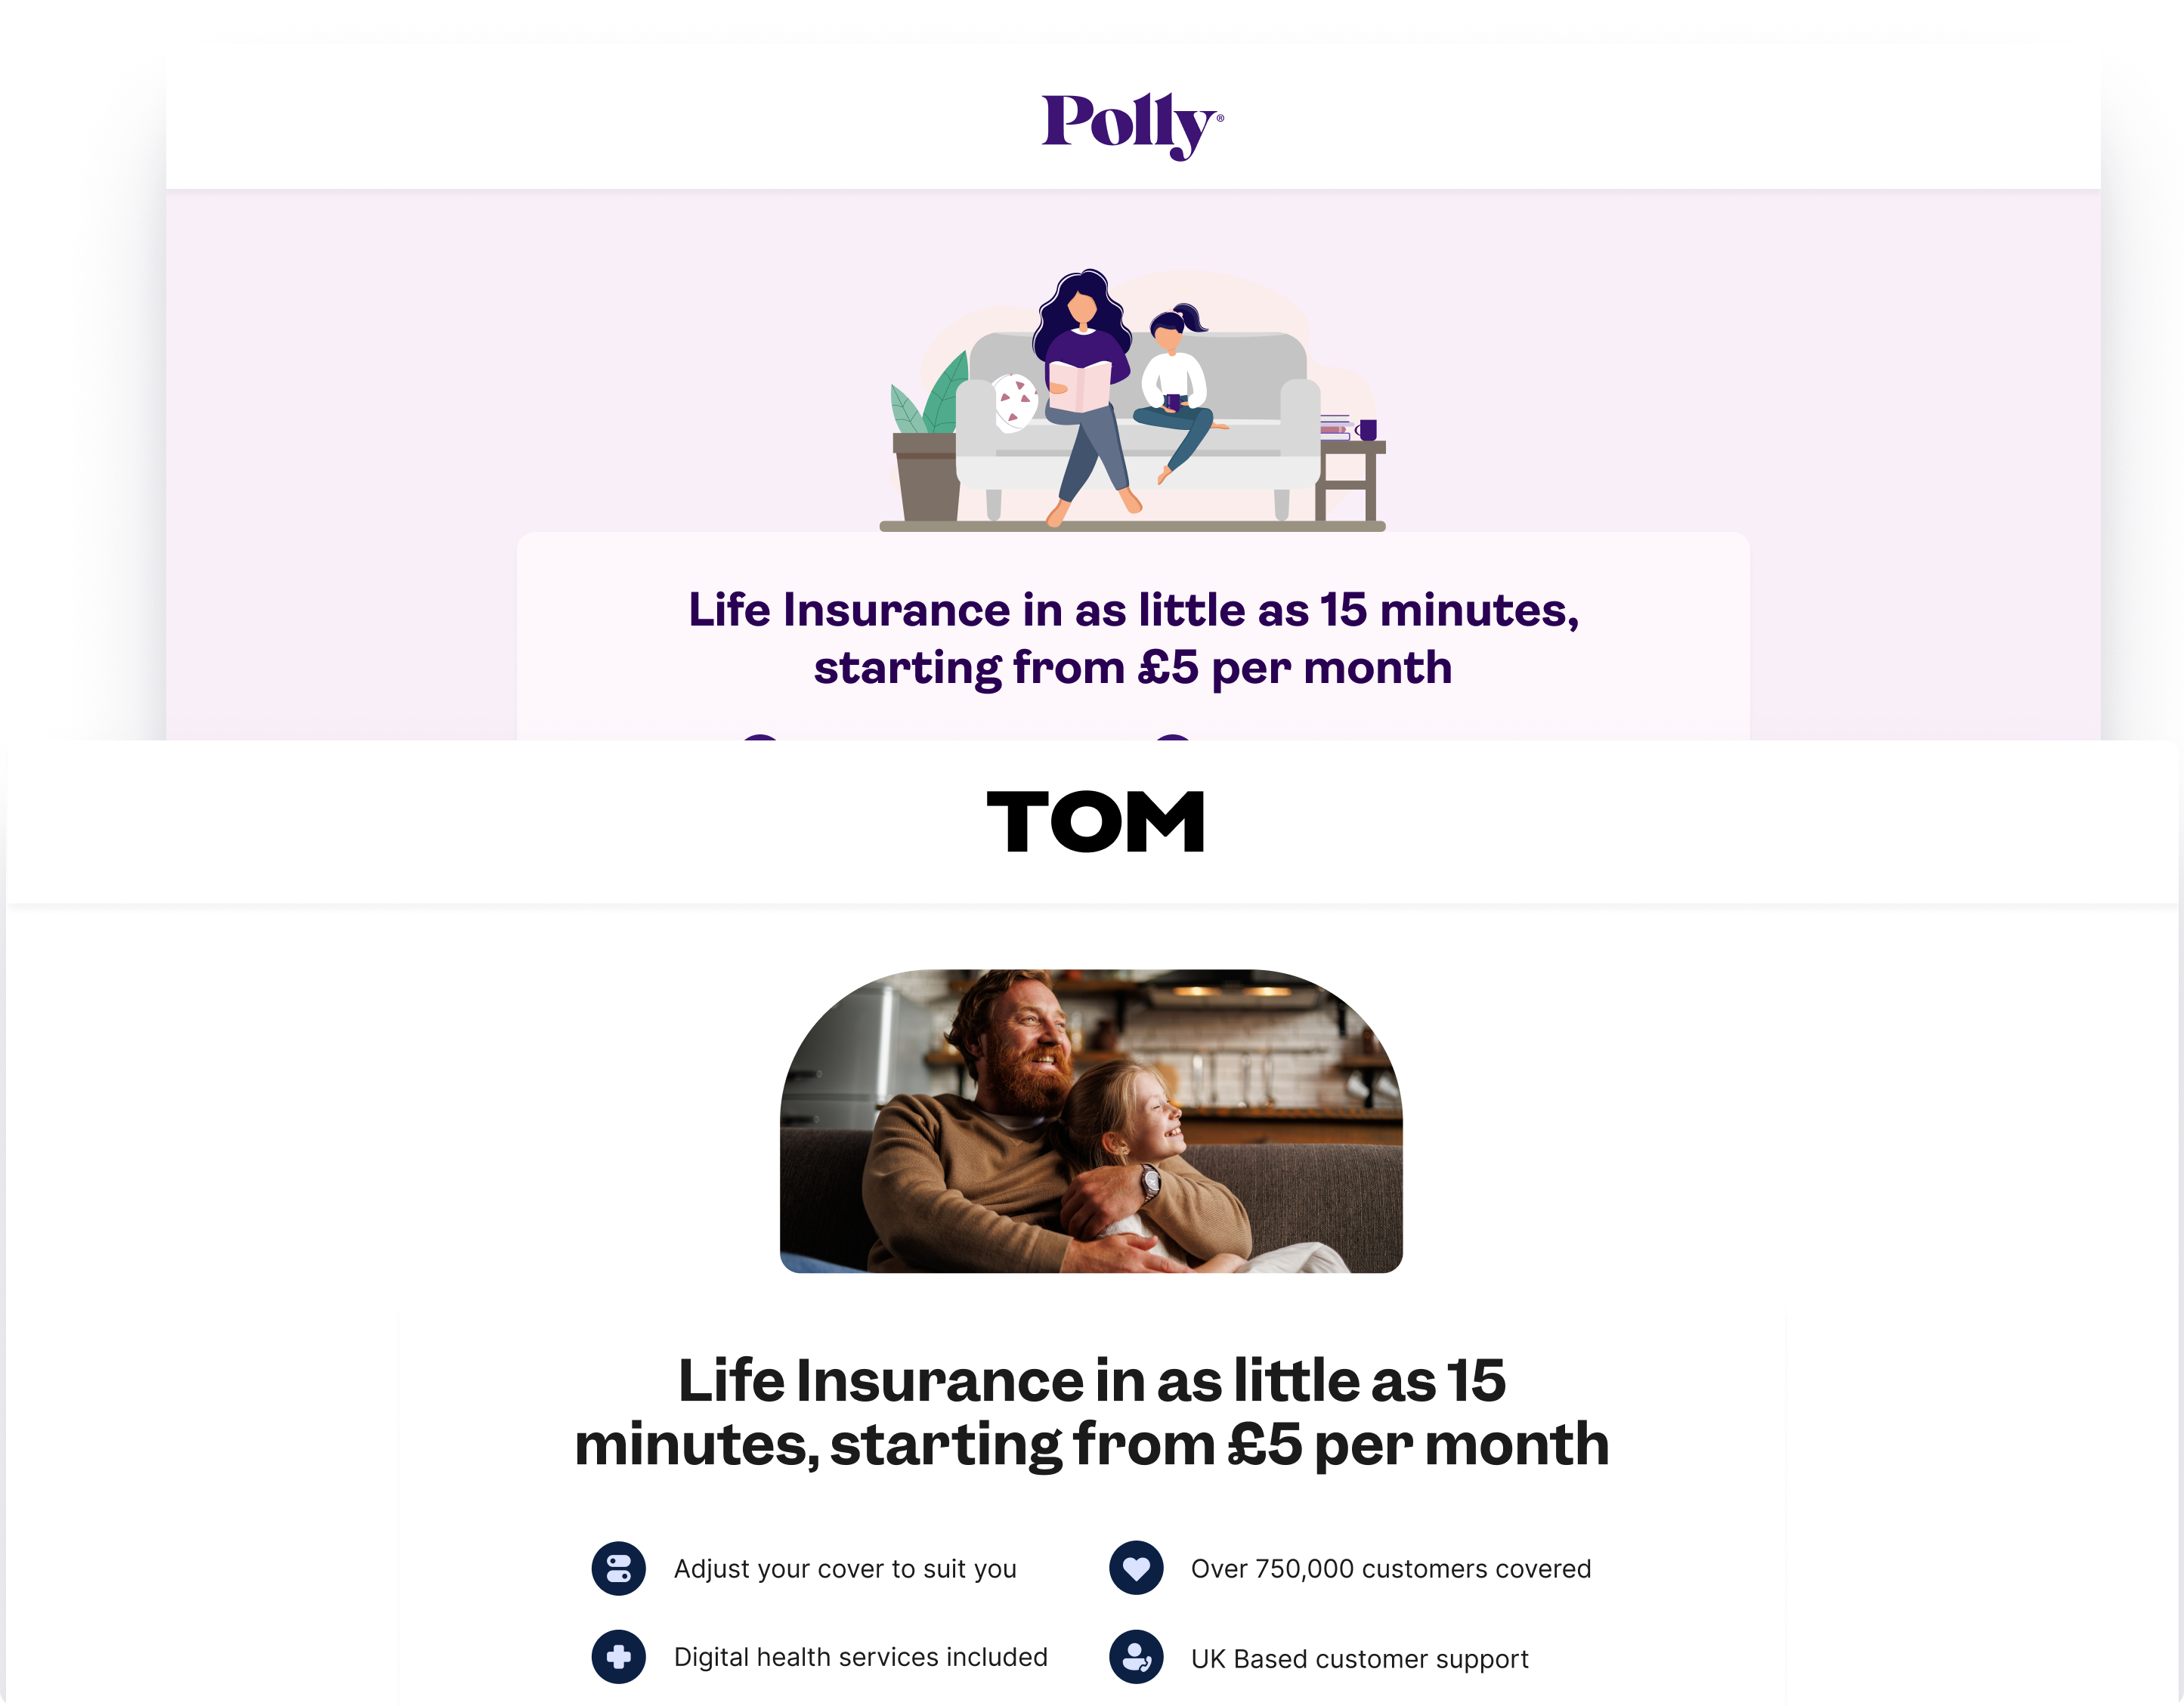 Polly®
Life Insurance in as little as 15 minutes,
starting from £5 per month
TOM
Life Insurance in as little as 15
minutes, starting from £5 per month
Adjust your cover to suit you
Over 750,000 customers covered
Digital health services included
UK Based customer support